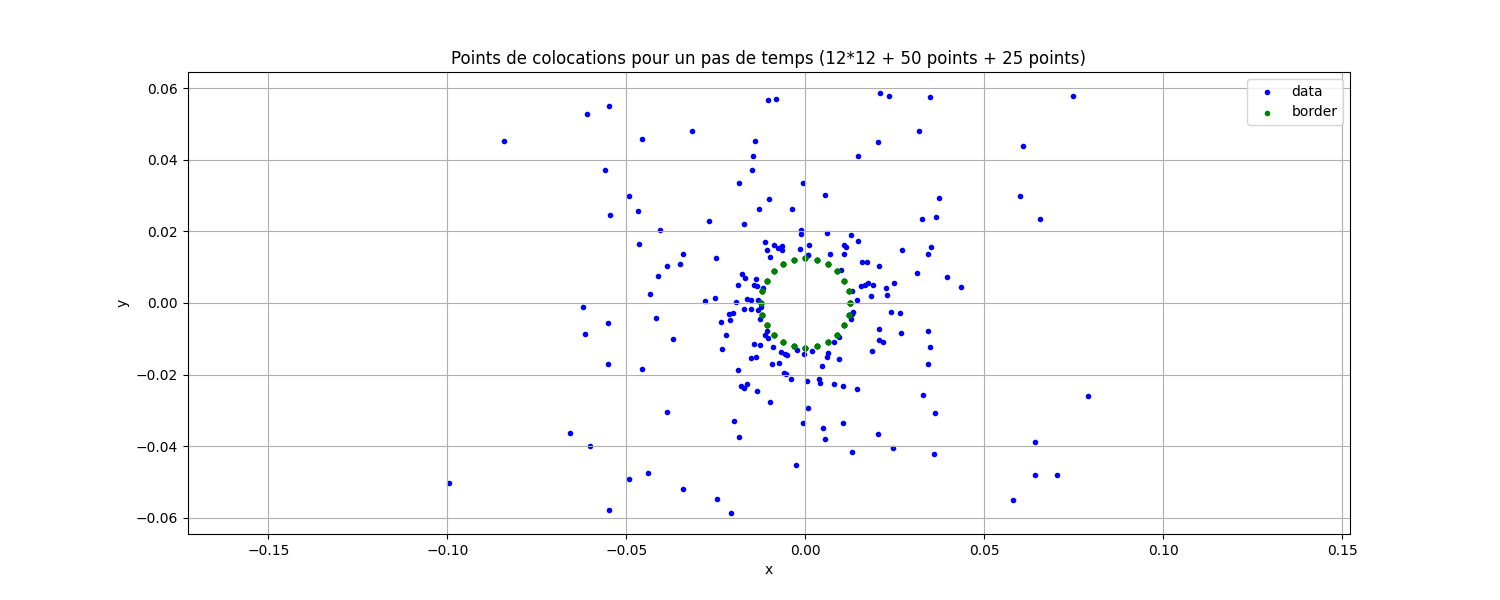 Points de colocations pour un pas de temps (12*12 + 50 points + 25 points)
data
border
0.06
0.04
0.02
0.00
−0.02
−0.04
−0.06
y
−0.15
−0.10
−0.05
0.00
0.05
0.10
0.15
x